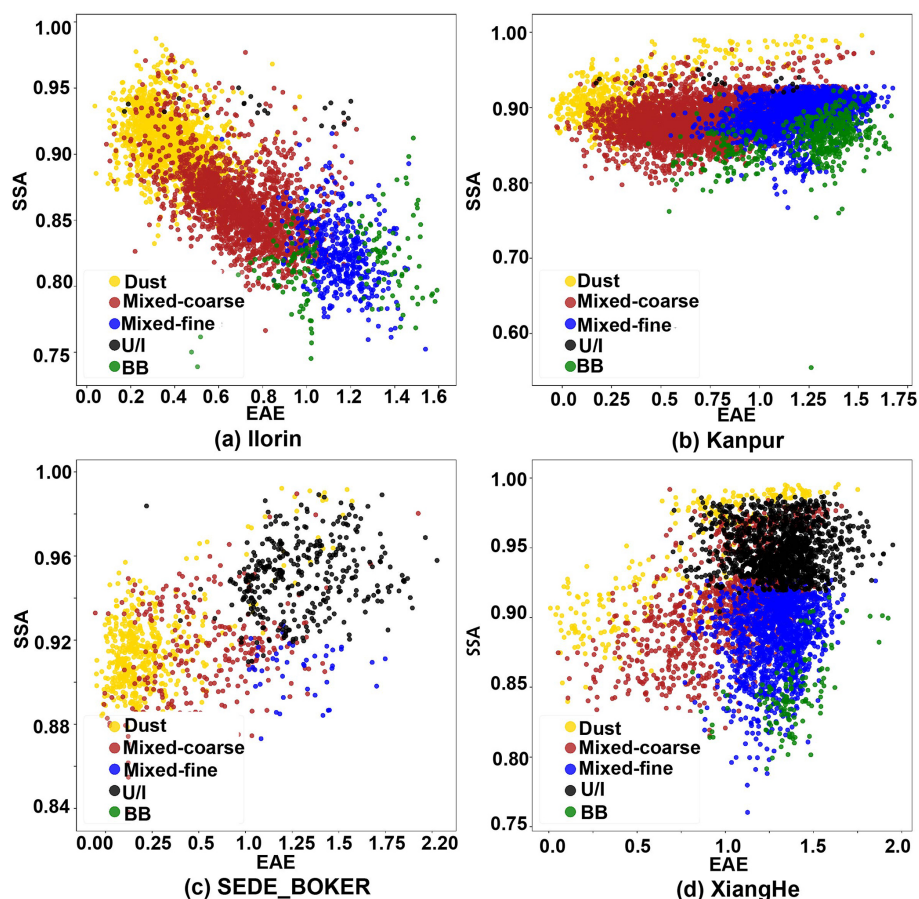 1.00
0.95
0.90
0.85
0.80
0.75
SSA
Dust
Mixed-coarse
Mixed-fine
U/I
BB
0.0 0.2 0.4 0.6 0.8 1.0 1.2 1.4 1.6
EAE
(a) Ilorin
1.00
0.90
0.80
0.70
0.60
SSA
Dust
Mixed-coarse
Mixed-fine
U/I
BB
0.0 0.25 0.50 0.75 1.00 1.25 1.50 1.75
EAE
(b) Kanpur
1.00
0.96
0.92
0.88
0.84
SSA
Dust
Mixed-coarse
Mixed-fine
U/I
BB
0.00 0.25 0.5 0.75 1.0 1.25 1.5 1.75 2.20
EAE
(c) SEDE_BOKER
1.00
0.95
0.90
0.85
0.80
0.75
SSA
Dust
Mixed-coarse
Mixed-fine
U/I
BB
0.0 0.5 1.0 1.5 2.0
EAE
(d) XiangHe